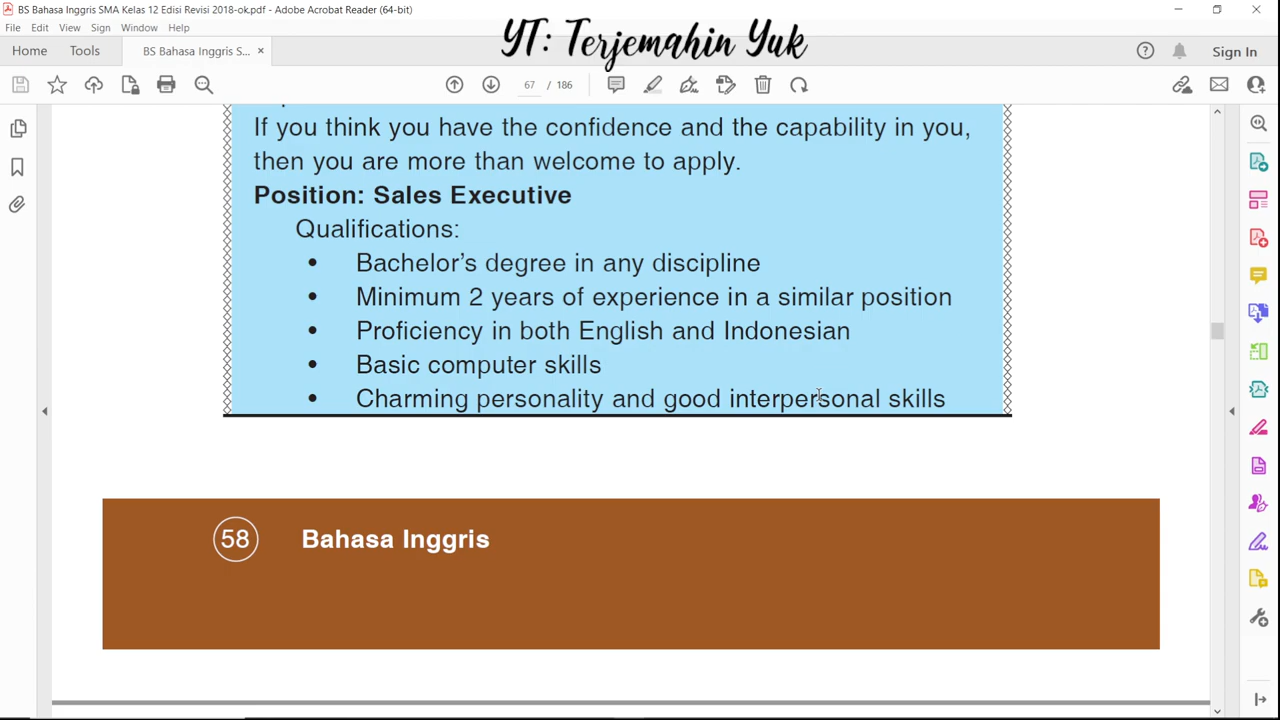 BS Bahasa Inggris SMA Kelas 12 Edisi Revisi 2018-ok.pdf - Adobe Acrobat Reader (64-bit)
YT: Terjemahin Yuk
File Edit View Sign Window Help
Home Tools BS Bahasa Inggris S... × Sign In
67 / 186
If you think you have the confidence and the capability in you,
then you are more than welcome to apply.
Position: Sales Executive
Qualifications:
• Bachelor's degree in any discipline
• Minimum 2 years of experience in a similar position
• Proficiency in both English and Indonesian
• Basic computer skills
• Charming personality and good interpersonal skills
58 Bahasa Inggris